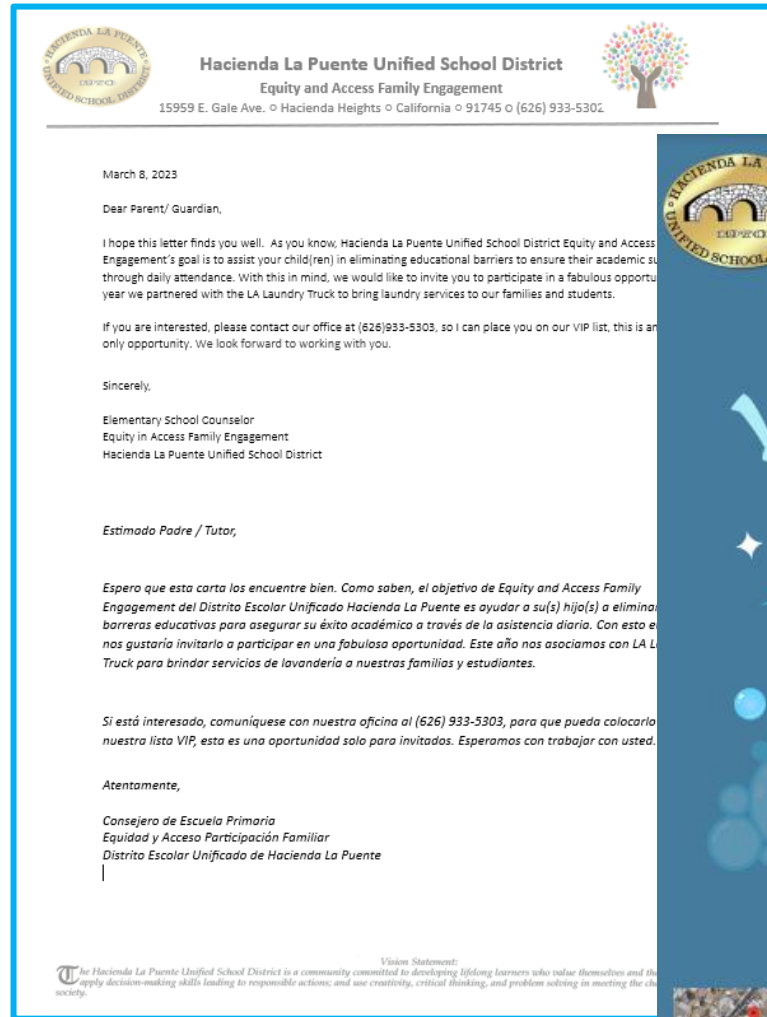 HACIENDA LA PUENTE
UNIFIED SCHOOL DISTRICT
Hacienda La Puente Unified School District
Equity and Access Family Engagement
15959 E. Gale Ave. ○ Hacienda Heights ○ California ○ 91745 o (626) 933-5302
March 8, 2023
Dear Parent/ Guardian,
I hope this letter finds you well.  As you know, Hacienda La Puente Unified School District Equity and Access
Engagement’s goal is to assist your child(ren) in eliminating educational barriers to ensure their academic su
through daily attendance. With this in mind, we would like to invite you to participate in a fabulous opportu
year we partnered with the LA Laundry Truck to bring laundry services to our families and students.
If you are interested, please contact our office at (626)933-5303, so I can place you on our VIP list, this is an
only opportunity. We look forward to working with you.
Sincerely,
Elementary School Counselor
Equity in Access Family Engagement
Hacienda La Puente Unified School District
Estimado Padre / Tutor,
Espero que esta carta los encuentre bien. Como saben, el objetivo de Equity and Access Family
Engagement del Distrito Escolar Unificado Hacienda La Puente es ayudar a su(s) hijo(s) a elimina
barreras educativas para asegurar su éxito académico a través de la asistencia diaria. Con esto e
nos gustaría invitarlo a participar en una fabulosa oportunidad. Este año nos asociamos con LA L
Truck para brindar servicios de lavandería a nuestras familias y estudiantes.
Si está interesado, comuníquese con nuestra oficina al (626) 933-5303, para que pueda colocarlo
nuestra lista VIP, esta es una oportunidad solo para invitados. Esperamos con trabajar con usted.
Atentamente,
Consejero de Escuela Primaria
Equidad y Acceso Participación Familiar
Distrito Escolar Unificado de Hacienda La Puente
Vision Statement:
The Hacienda La Puente Unified School District is a community committed to developing lifelong learners who value themselves and the
apply decision-making skills leading to responsible actions; and use creativity, critical thinking, and problem solving in meeting the ch
society.
HACIENDA LA
UNIFIED SCHOOL